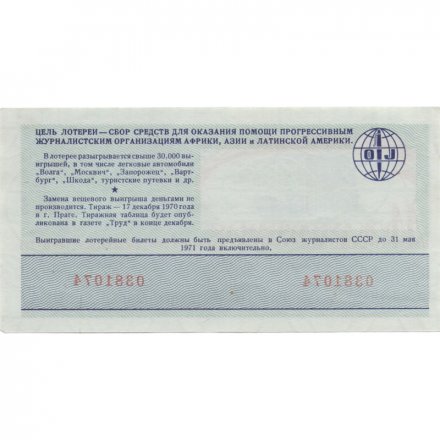 ЦЕЛЬ ЛОТЕРЕИ—СБОР СРЕДСТВ ДЛЯ ОКАЗАНИЯ ПОМОЩИ ПРОГРЕССИВНЫМ
ЖУРНАЛИСТСКИМ ОРГАНИЗАЦИЯМ АФРИКИ, АЗИИ и ЛАТИНСКОЙ АМЕРИКИ.
OIJ
В лотерее разыгрывается свыше 30.000 вы-
игрышей, в том числе легковые автомобили
„Волга", „Москвич", „Запорожец", „Варт-
бург", „Шкода", туристские путевки и др.
★
Замена вещевого выигрыша деньгами не
производится. Тираж — 17 декабря 1970 года
в г. Праге. Тиражная таблица будет опуб-
ликована в газете „Труд" в конце декабря.
Выигравшие лотерейные билеты должны быть предъявлены в Союз журналистов СССР до 31 мая
1971 года включительно.
0381074 0381074